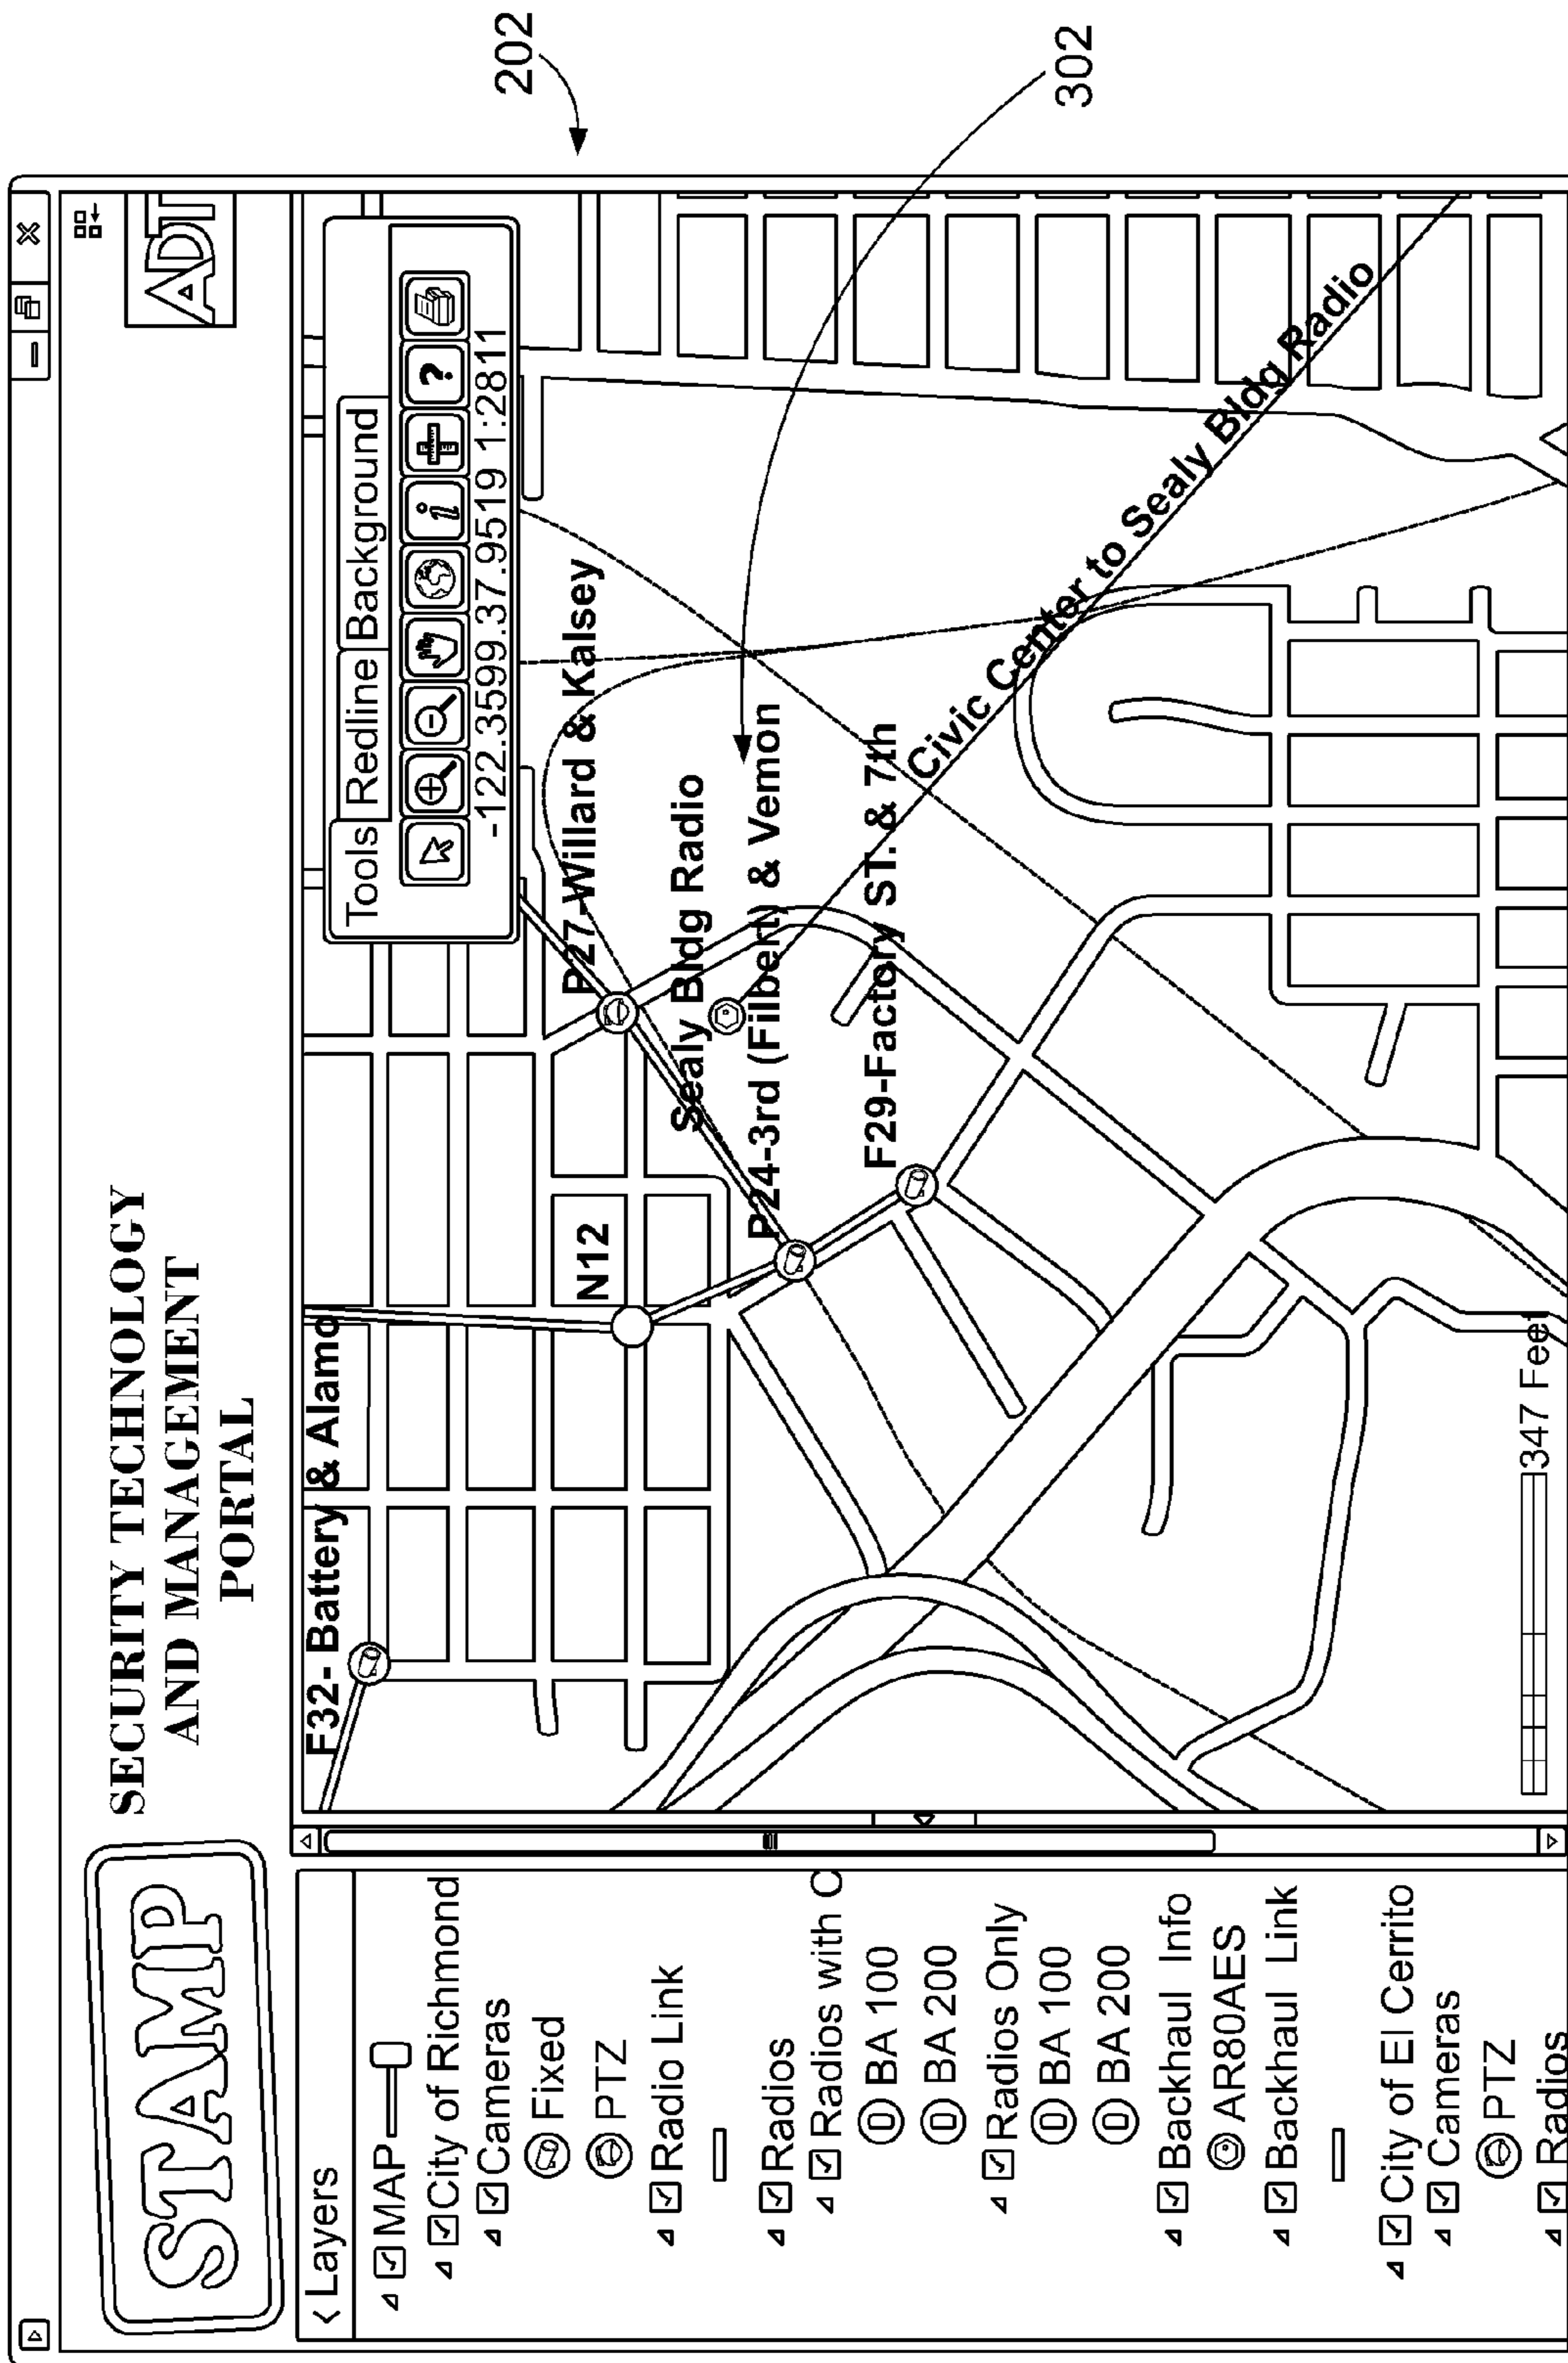 STAMP
SECURITY TECHNOLOGY
AND MANAGEMENT
PORTAL
ADT
Layers
MAP
City of Richmond
Cameras
Fixed
PTZ
Radio Link
Radios
Radios with C
BA 100
BA 200
Radios Only
BA 100
BA 200
Backhaul Info
AR80AES
Backhaul Link
City of El Cerrito
Cameras
PTZ
Radios
Tools Redline Background
-122.3599.37.9519 1:2811
F32- Battery & Alamo
N12
P27-Willard & Kalsey
Sealy Bldg Radio
P24-3rd (Filbert) & Vernon
F29-Factory ST. & 7th
Civic Center to Sealy Bldg Radio
347 Feet
202
302